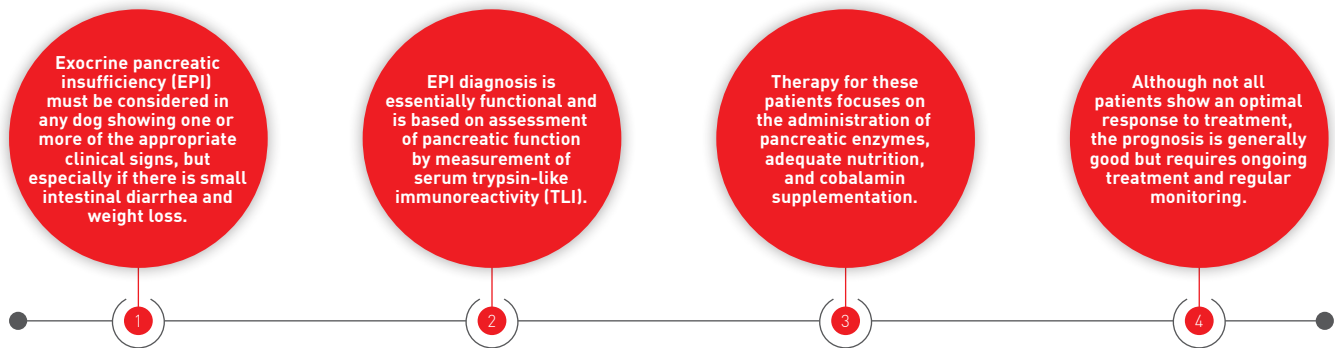 Exocrine pancreatic
insufficiency (EPI)
must be considered in
any dog showing one or
more of the appropriate
clinical signs, but
especially if there is small
intestinal diarrhea and
weight loss.
EPI diagnosis is
essentially functional and
is based on assessment
of pancreatic function
by measurement of
serum trypsin-like
immunoreactivity (TLI).
Therapy for these
patients focuses on
the administration of
pancreatic enzymes,
adequate nutrition,
and cobalamin
supplementation.
Although not all
patients show an optimal
response to treatment,
the prognosis is generally
good but requires ongoing
treatment and regular
monitoring.
1
2
3
4